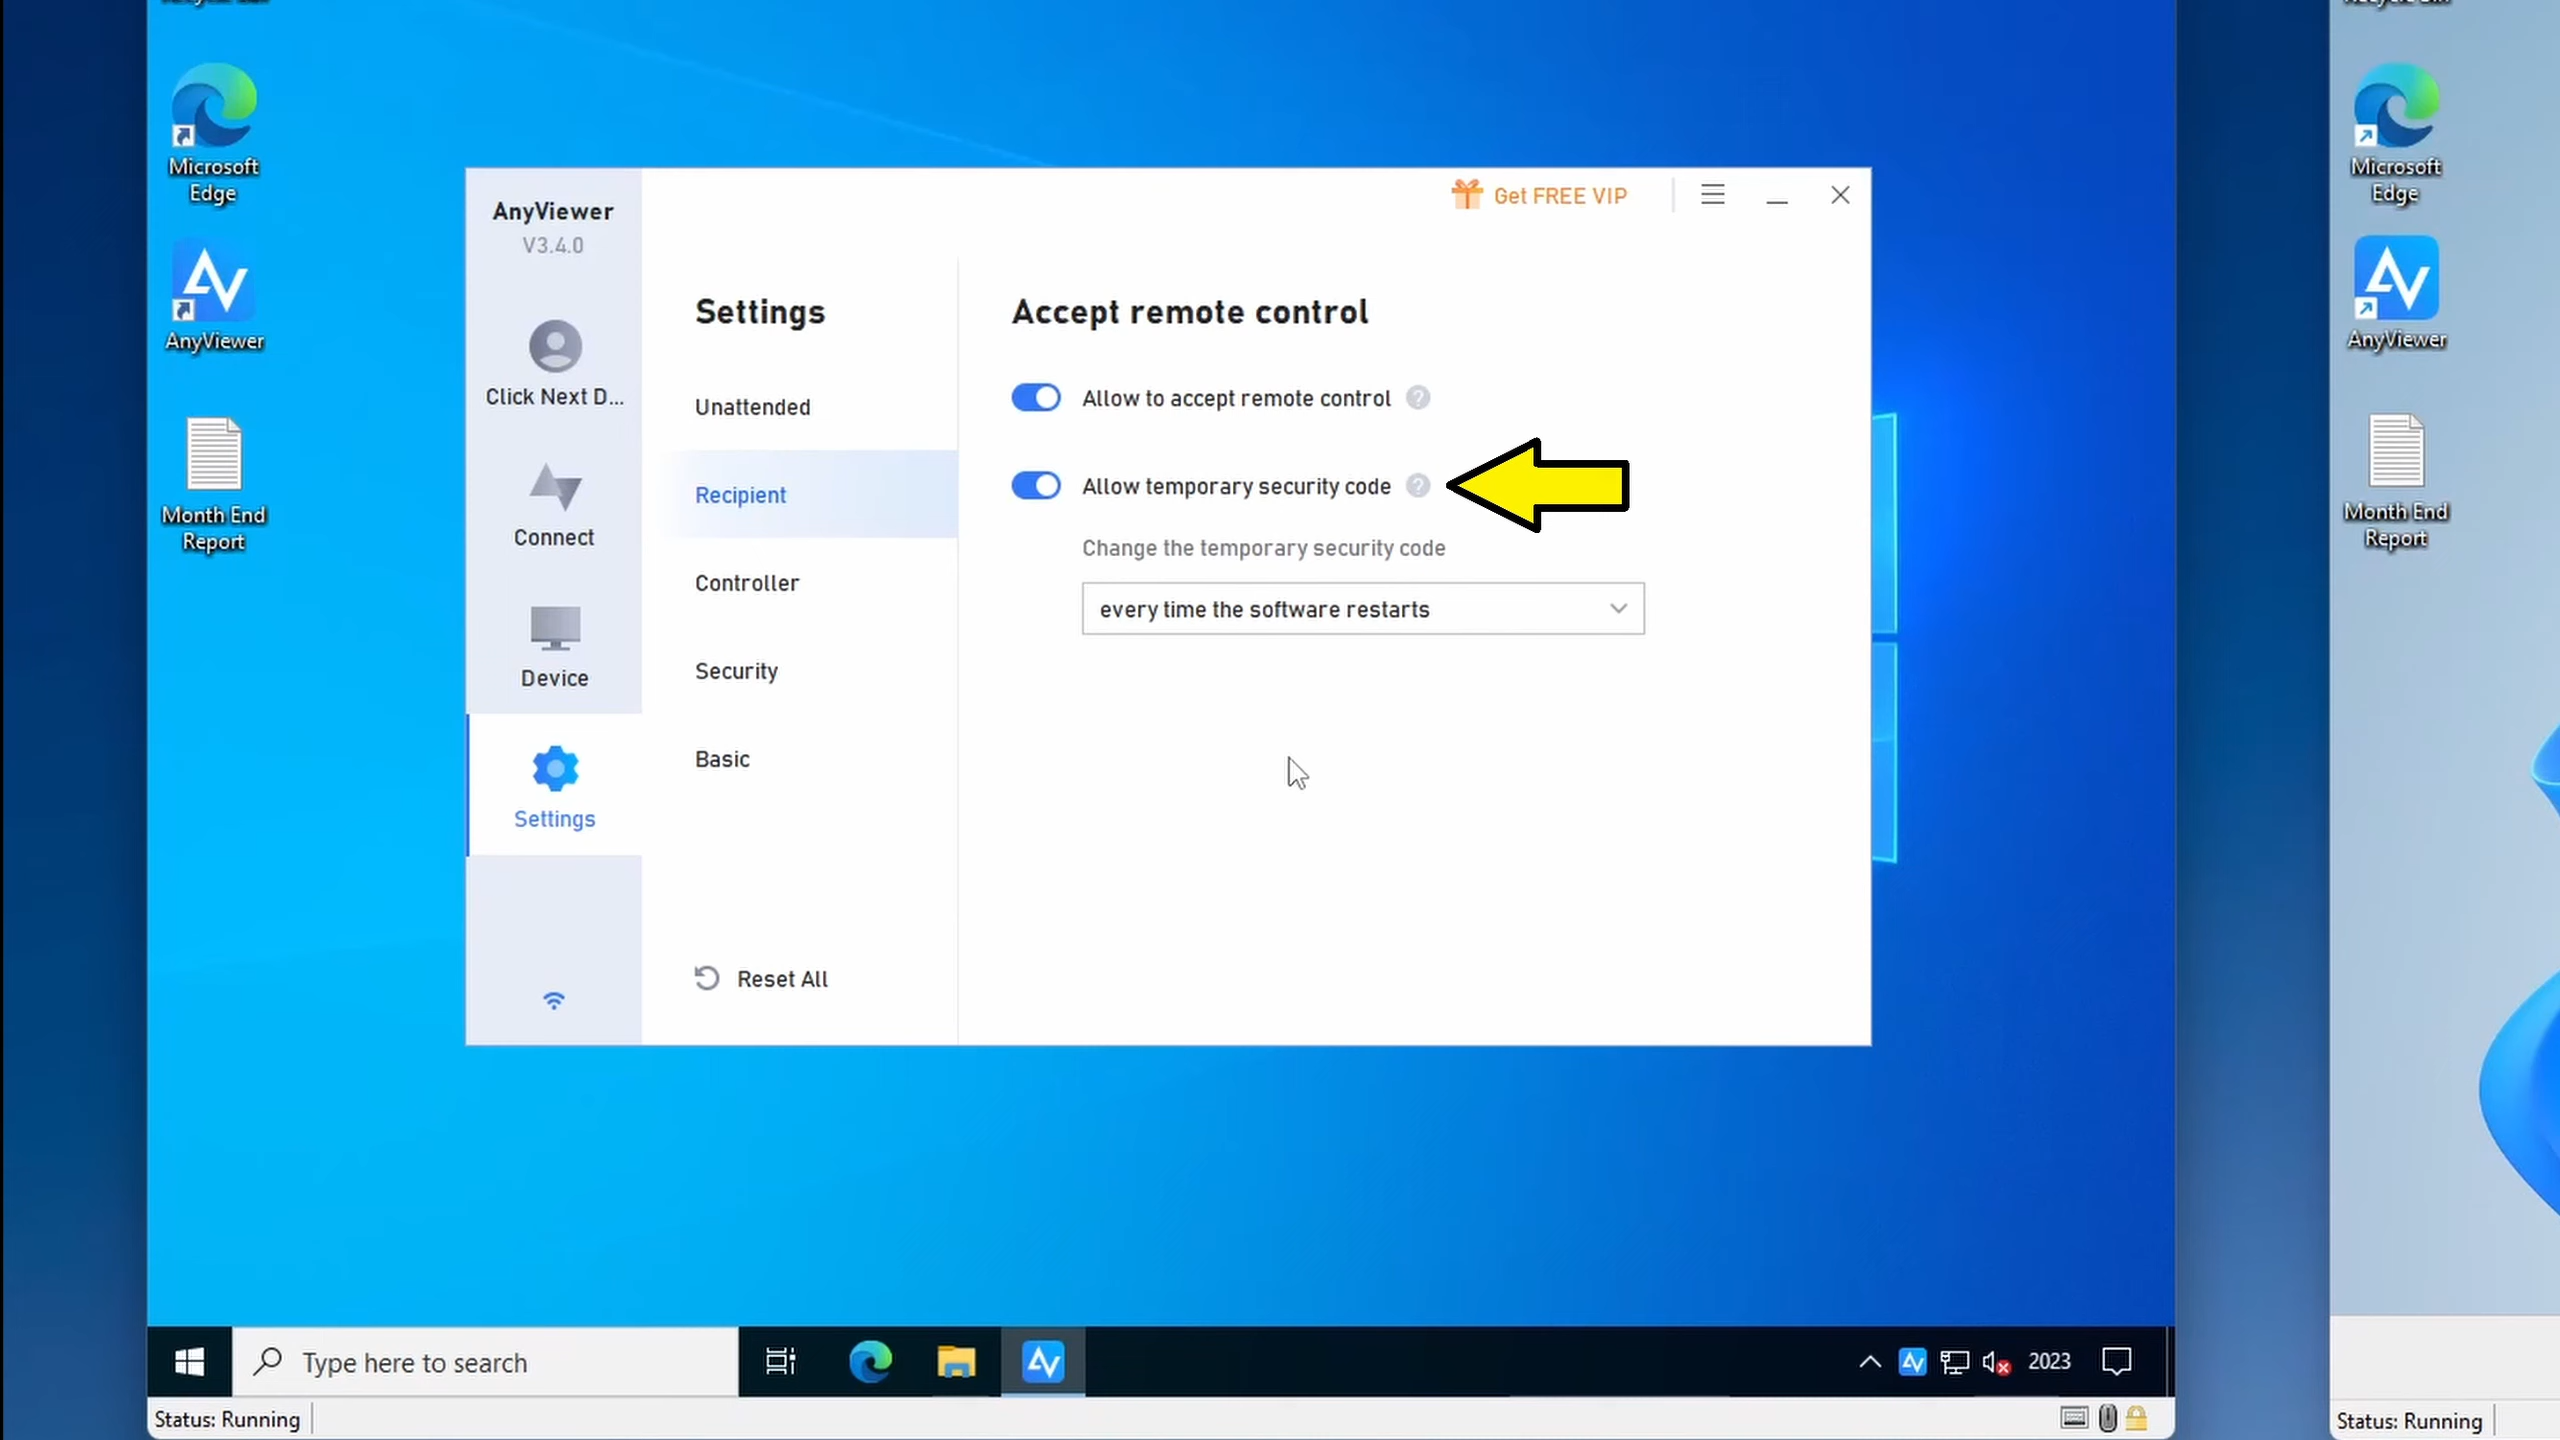 Microsoft
Edge
AnyViewer
Month End
Report
AnyViewer
V3.4.0
Click Next D...
Connect
Device
Settings
Settings
Unattended
Recipient
Controller
Security
Basic
Reset All
Get FREE VIP
Accept remote control
Allow to accept remote control
Allow temporary security code
Change the temporary security code
every time the software restarts
Type here to search
2023
Status: Running
Microsoft
Edge
AnyViewer
Month End
Report
Status: Running